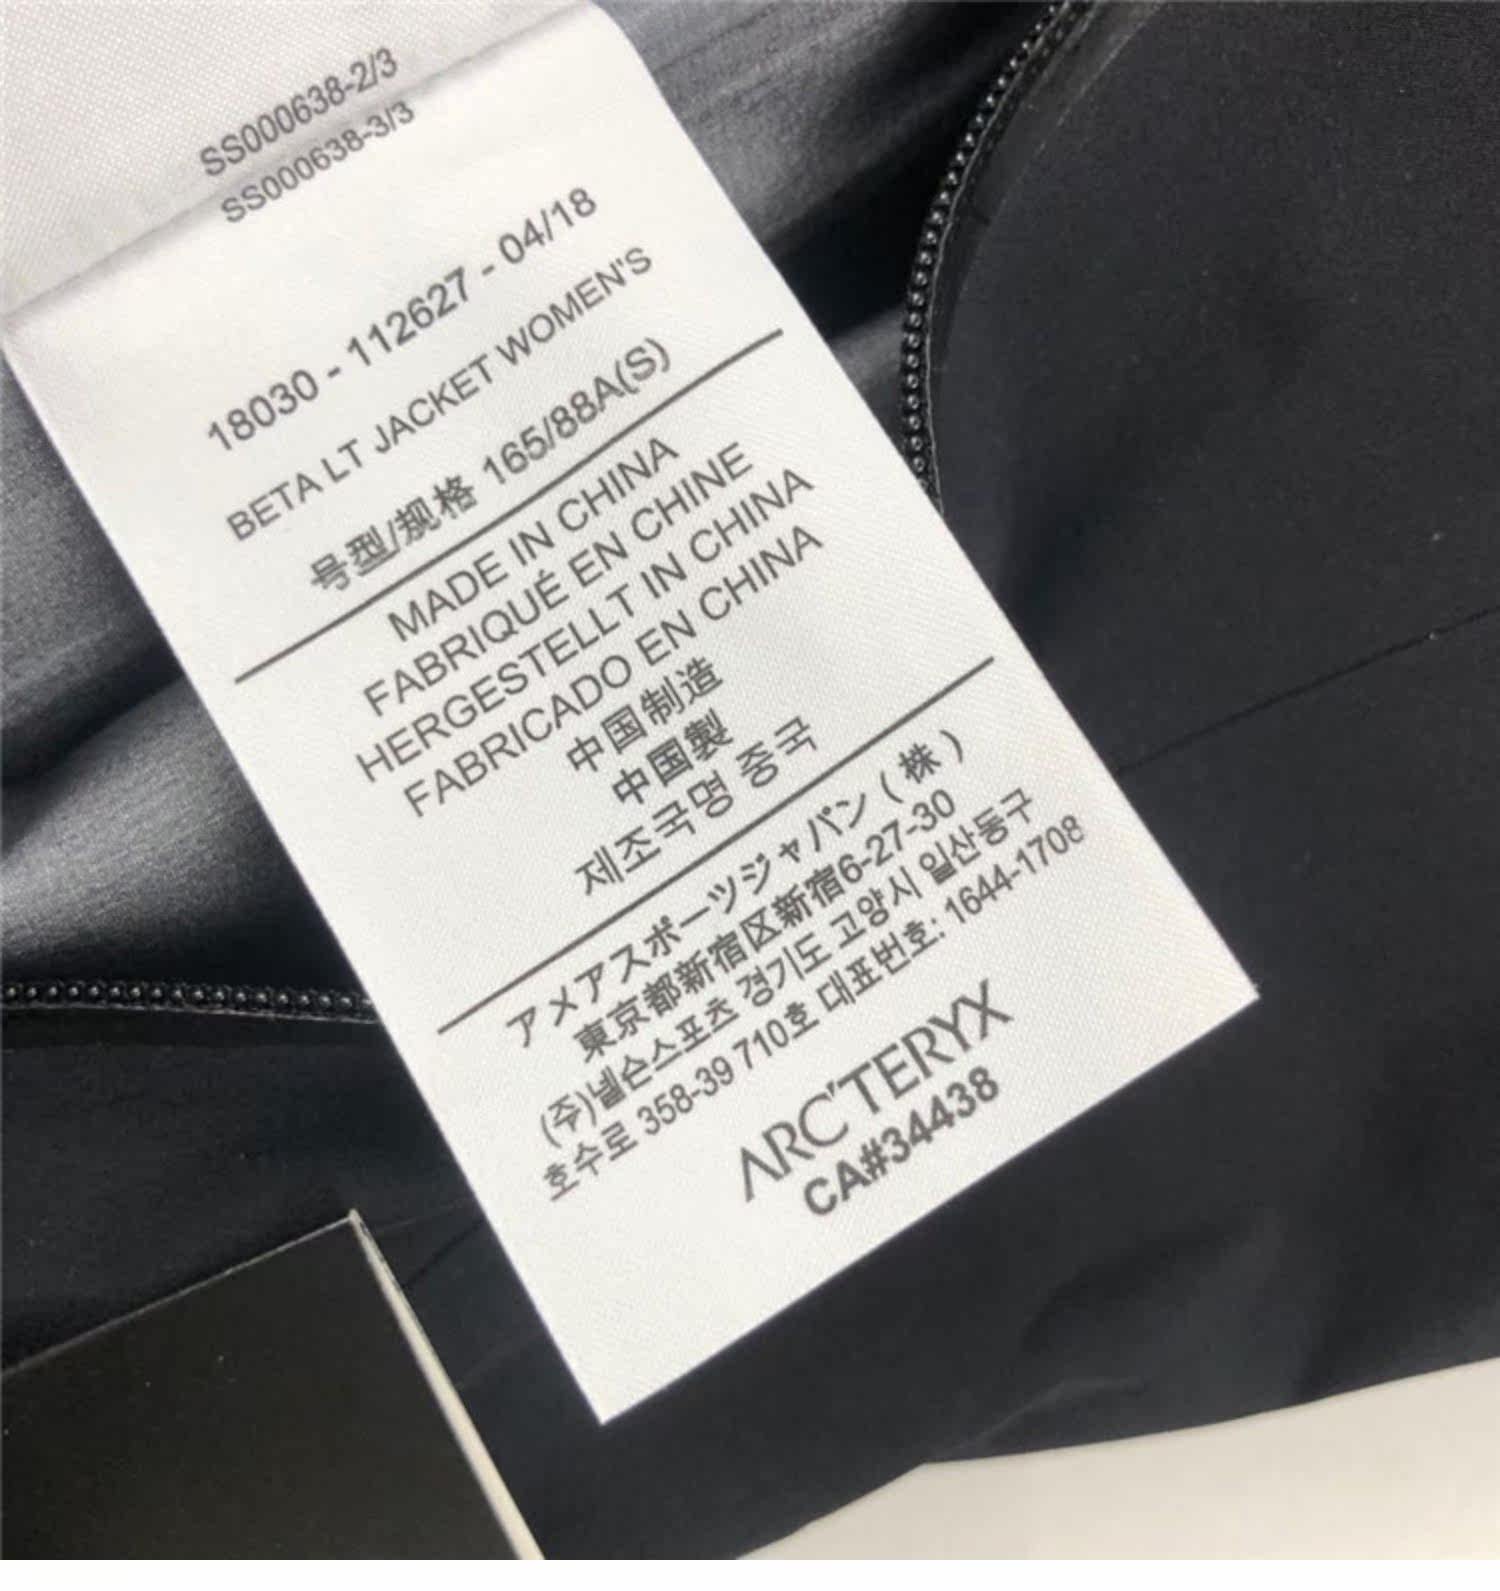 SS000638-2/3
SS000638-3/3
18030 - 112627 - 04/18
BETA LT JACKET WOMEN'S
号型/规格 165/88A(S)
MADE IN CHINA
FABRIQUÉ EN CHINE
HERGESTELLT IN CHINA
FABRICADO EN CHINA
中国制造
中国製
제조국명 중국
アメアスポーツジャパン(株)
東京都新宿区新宿6-27-30
(주)넬슨스포츠 경기도 고양시 일산동구
호수로 358-39 710호 대표번호: 1644-1708
ARC'TERYX
CA#34438